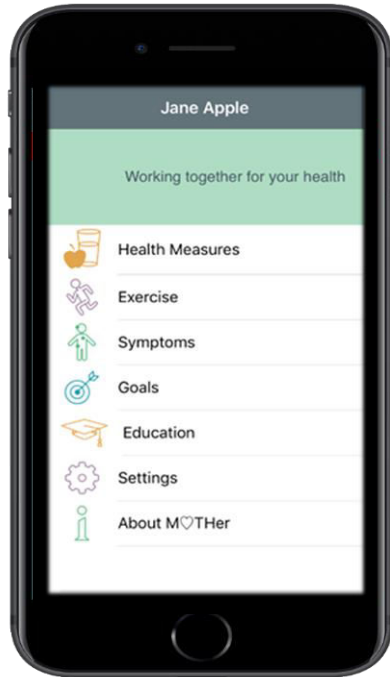 Jane Apple
Working together for your health
Health Measures
Exercise
Symptoms
Goals
Education
Settings
About M♡THer